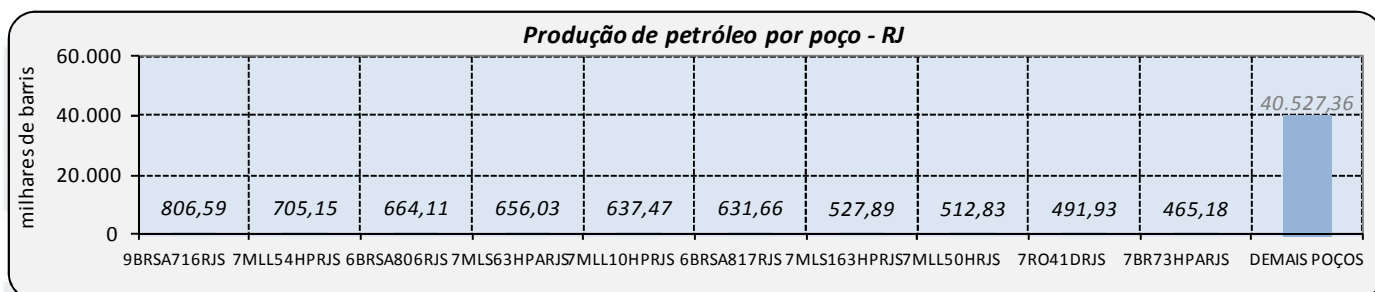 Produção de petróleo por poço - RJ
milhares de barris
60.000
40.000
20.000
0
806,59 705,15 664,11 656,03 637,47 631,66 527,89 512,83 491,93 465,18 40.527,36
9BRSA716RJS 7MLL54HPRJS 6BRSA806RJS 7MLS63HPARJS 7MLL10HPRJS 6BRSA817RJS 7MLS163HPRJS 7MLL50HRJS 7RO41DRJS 7BR73HPARJS DEMAIS POÇOS